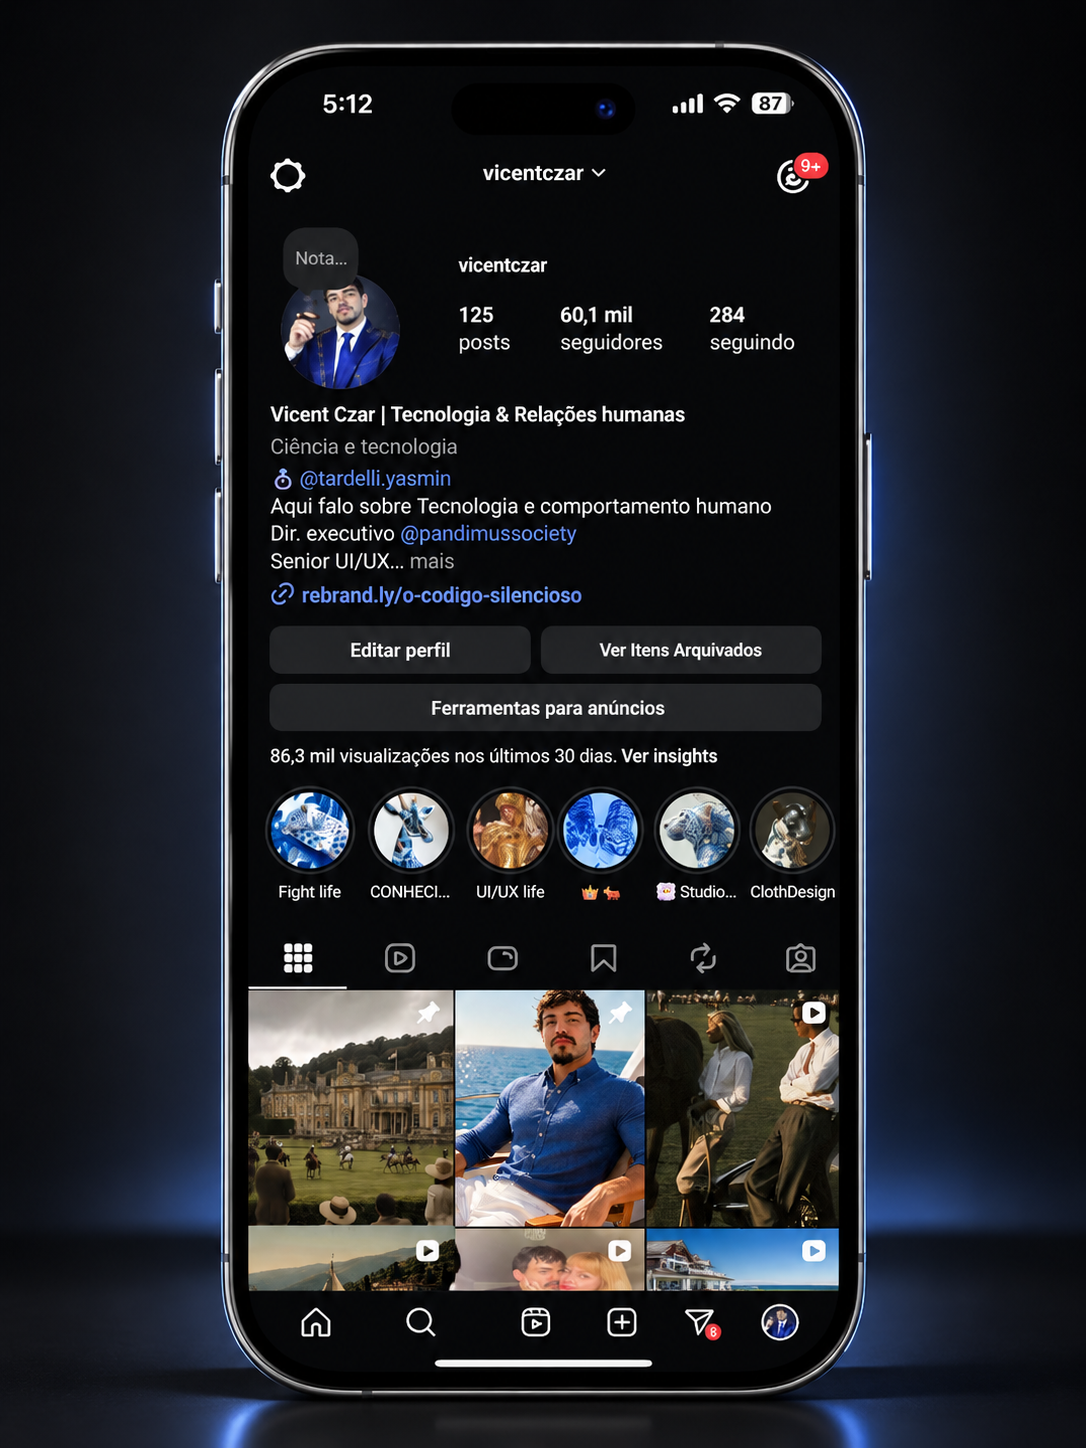 5:12
87
vicentczar
9+
Nota...
vicentczar
125 60,1 mil 284
posts seguidores seguindo
Vicent Czar | Tecnologia & Relações humanas
Ciência e tecnologia
@tardelli.yasmin
Aqui falo sobre Tecnologia e comportamento humano
Dir. executivo @pandimussociety
Senior UI/UX... mais
rebrand.ly/o-codigo-silencioso
Editar perfil Ver Itens Arquivados
Ferramentas para anúncios
86,3 mil visualizações nos últimos 30 dias. Ver insights
Fight life CONHECI... UI/UX life Studio... ClothDesign
8